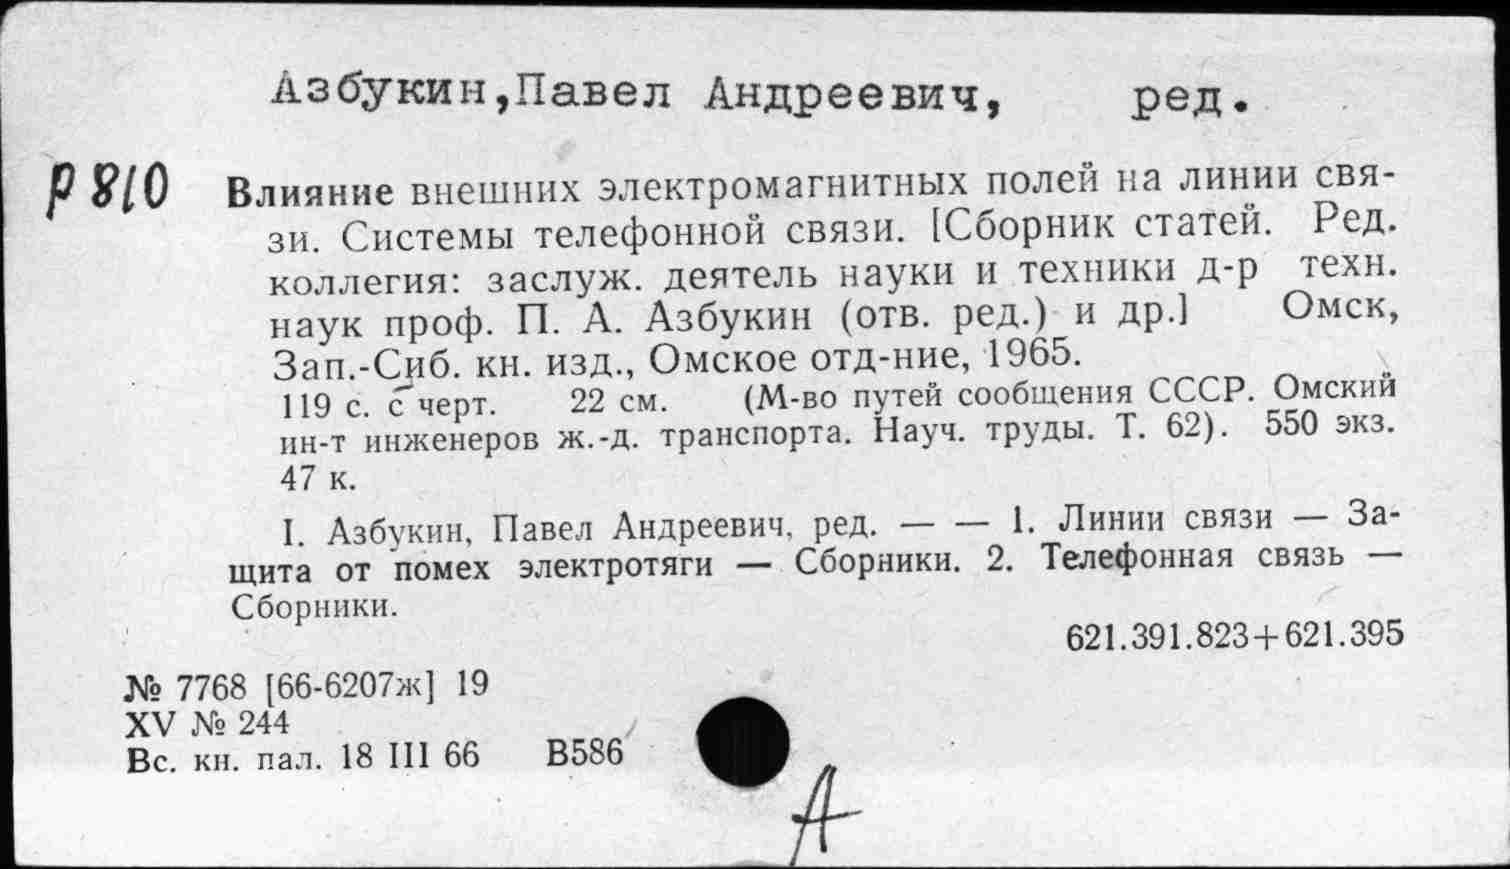 Азбукин,Павел Андреевич, ред.
Р 810
Влияние внешних электромагнитных полей на линии свя-
зи. Системы телефонной связи. [Сборник статей. Ред.
коллегия: заслуж. деятель науки и техники д-р техн.
наук проф. П. А. Азбукин (отв. ред.) и др.] Омск,
Зап.-Сиб. кн. изд., Омское отд-ние, 1965.
119 с. с черт. 22 см. (М-во путей сообщения СССР. Омский
ин-т инженеров ж.-д. транспорта. Науч. труды. Т. 62). 550 экз.
47 к.
I. Азбукин, Павел Андреевич, ред. — — 1. Линии связи — За-
щита от помех электротяги — Сборники. 2. Телефонная связь —
Сборники.
621.391.823+621.395
№ 7768 [66-6207ж] 19
XV № 244
Вс. кн. пал. 18 III 66 В586
А